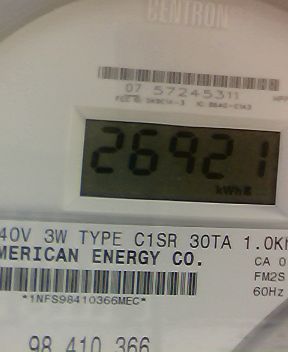 CENTRON
07 57245311
26921
kWh
40V 3W TYPE C1SR 30TA 1.0Kh
MERICAN ENERGY CO.
CA 0
FM2S
60Hz
*1NFS98410366MEC*
98 410 366